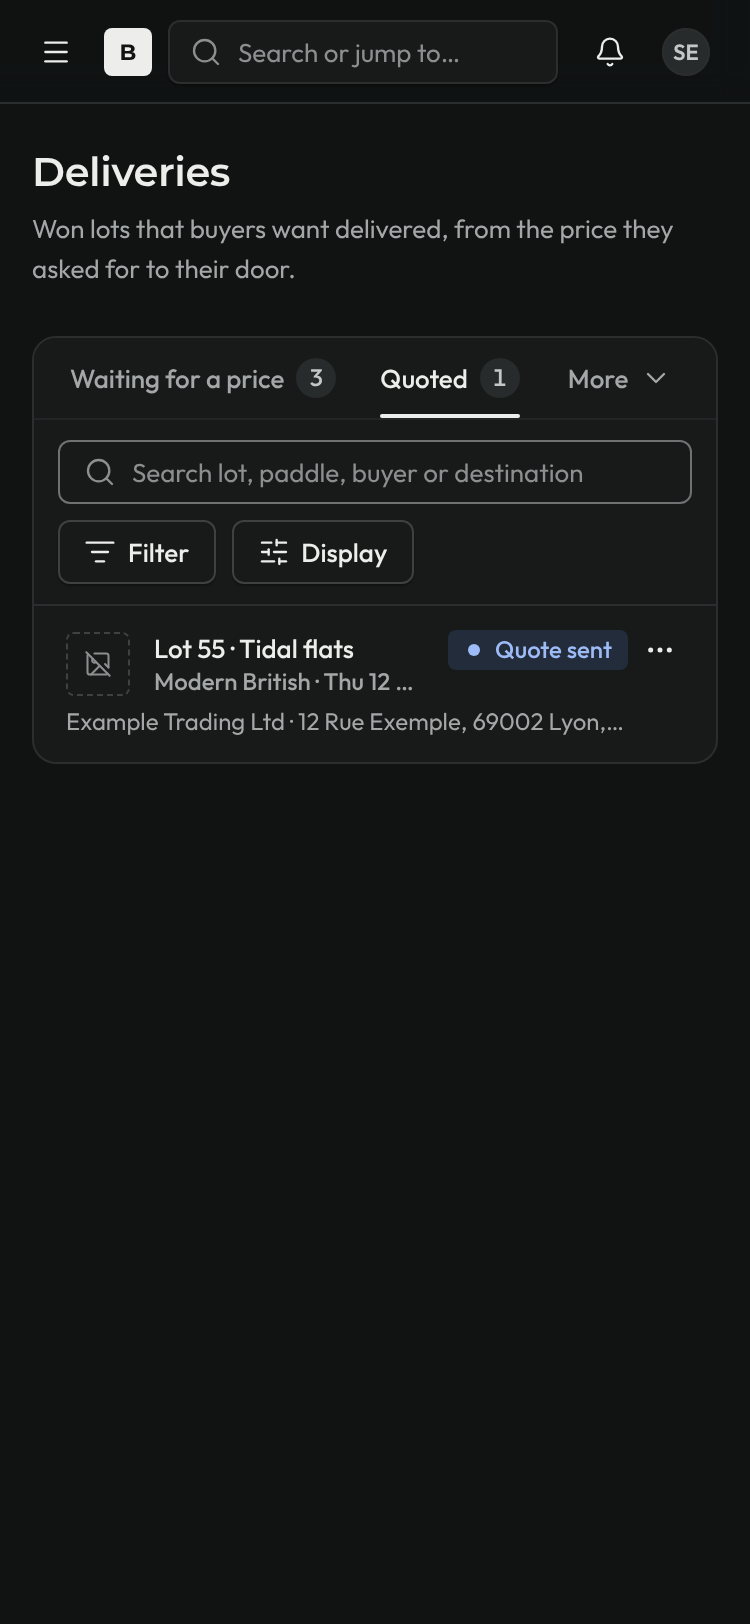 B
Search or jump to...
SE
Deliveries
Won lots that buyers want delivered, from the price they
asked for to their door.
Waiting for a price 3
Quoted 1
More
Search lot, paddle, buyer or destination
Filter
Display
Lot 55 · Tidal flats
Quote sent
Modern British · Thu 12 ...
Example Trading Ltd · 12 Rue Exemple, 69002 Lyon,...